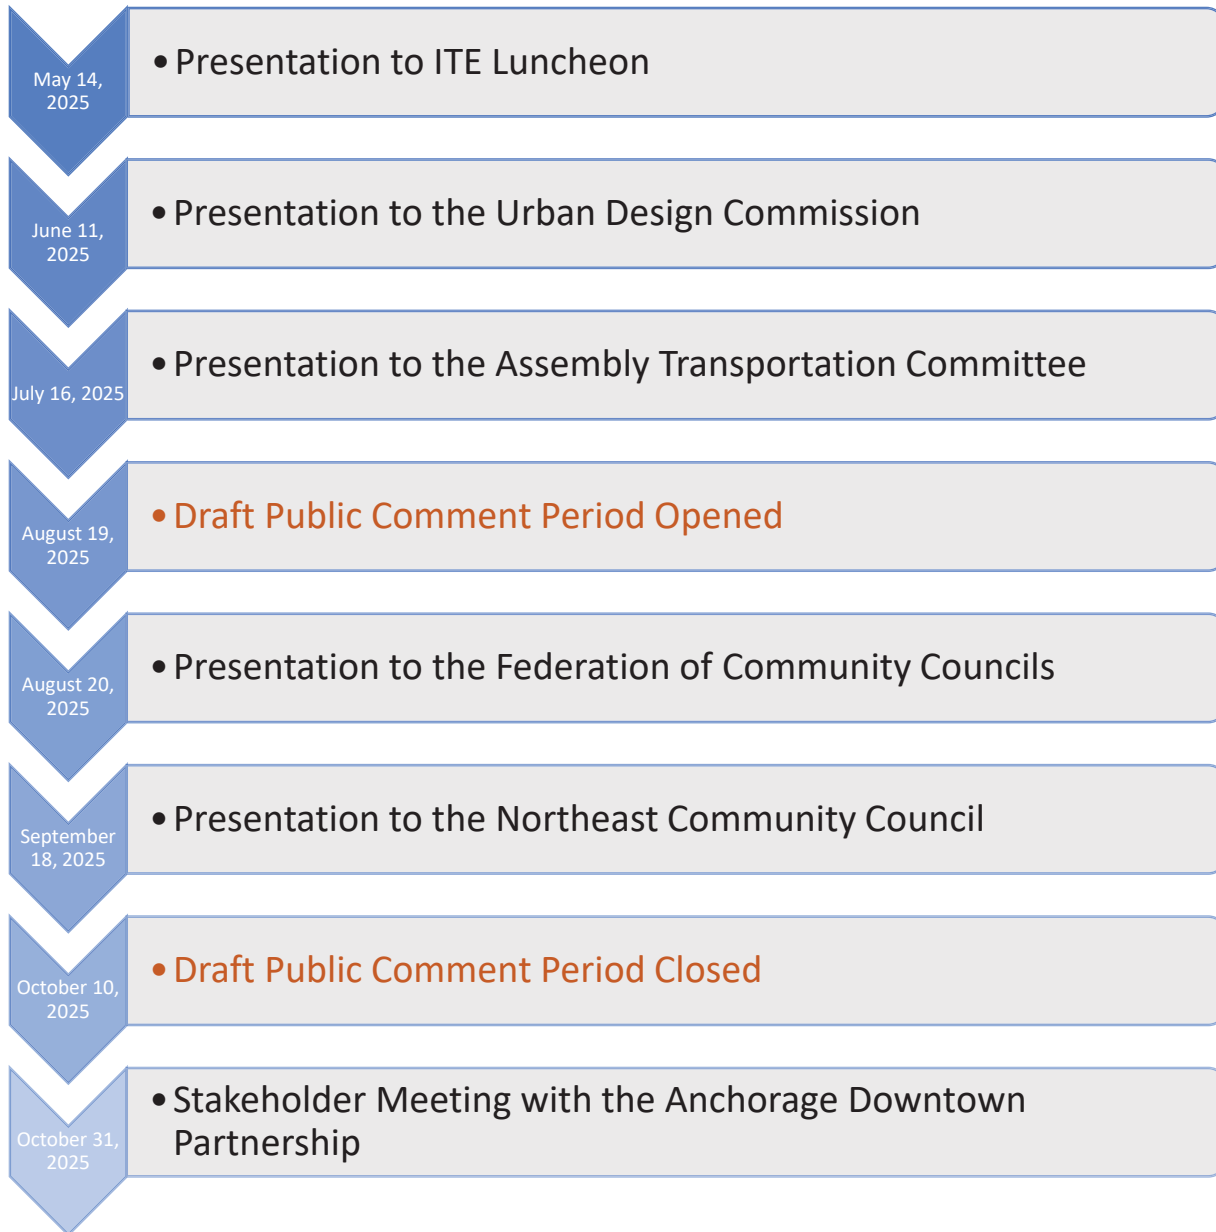 May 14,
2025
• Presentation to ITE Luncheon
June 11,
2025
• Presentation to the Urban Design Commission
July 16, 2025
• Presentation to the Assembly Transportation Committee
August 19,
2025
• Draft Public Comment Period Opened
August 20,
2025
• Presentation to the Federation of Community Councils
September
18, 2025
• Presentation to the Northeast Community Council
October 10,
2025
• Draft Public Comment Period Closed
October 31,
2025
• Stakeholder Meeting with the Anchorage Downtown
Partnership